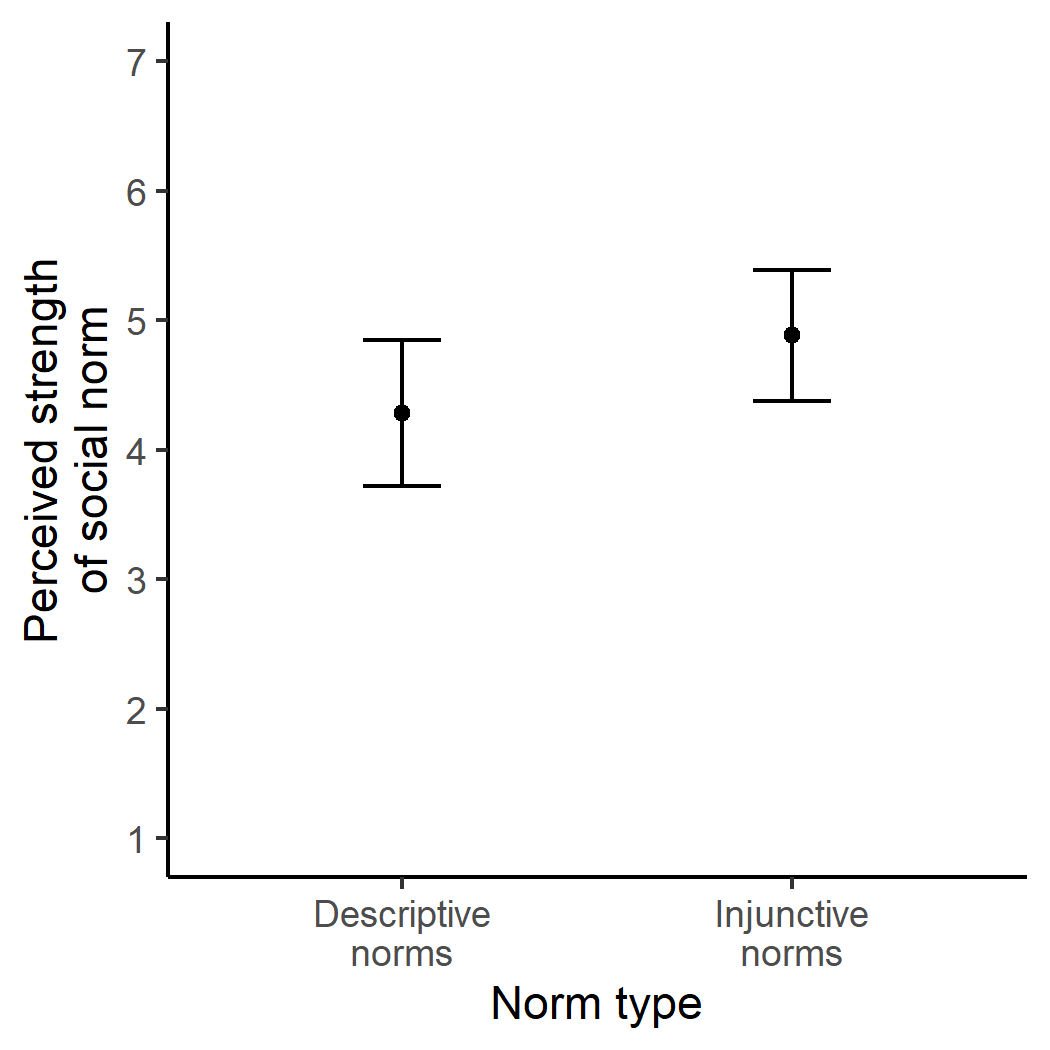 Perceived strength
of social norm
7
6
5
4
3
2
1
Descriptive
norms
Injunctive
norms
Norm type